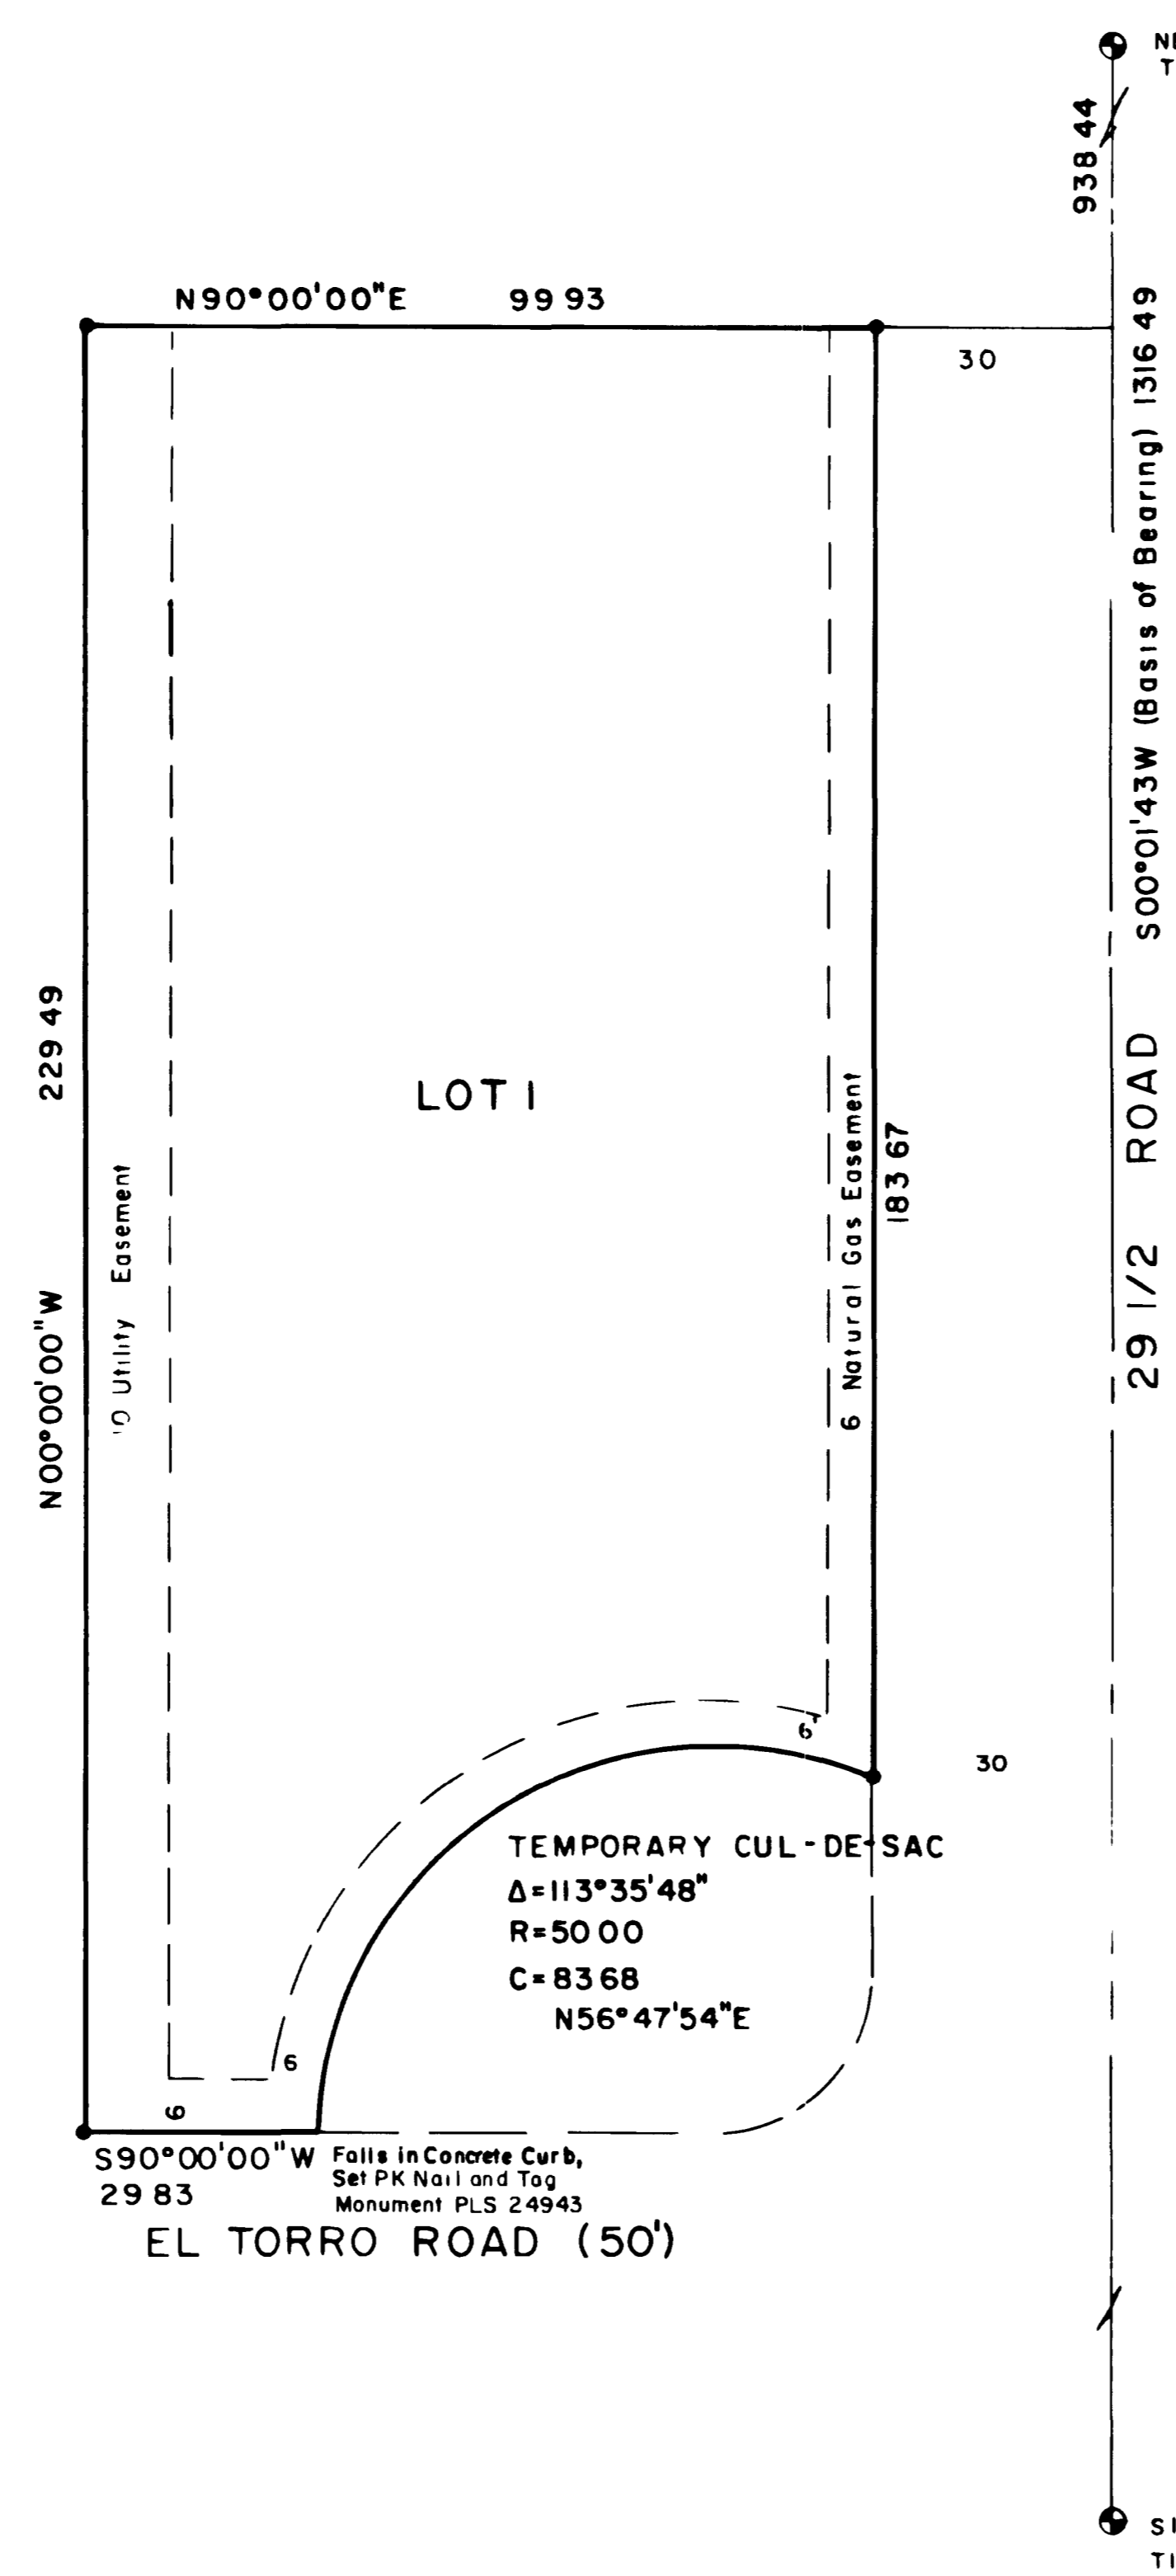 938 44
N90°00'00"E 99 93
30
S00°01'43W (Basis of Bearing) 1316 49
29 1/2 ROAD
LOT 1
229 49
N00°00'00"W
10 Utility Easement
6 Natural Gas Easement
183 67
6
30
TEMPORARY CUL-DE-SAC
Δ=113°35'48"
R=50 00
C=83 68
N56°47'54"E
6
6
S90°00'00"W
29 83
Falls in Concrete Curb,
Set PK Nail and Tag
Monument PLS 24943
EL TORRO ROAD (50')